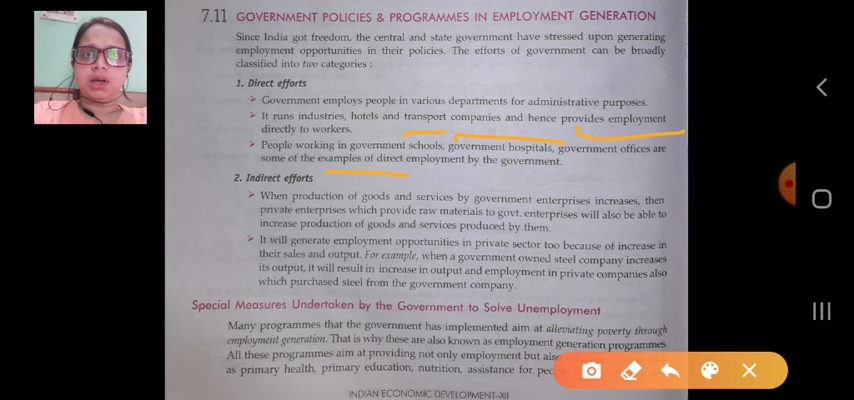 7.11 GOVERNMENT POLICIES & PROGRAMMES IN EMPLOYMENT GENERATION
Since India got freedom, the central and state government have stressed upon generating
employment opportunities in their policies. The efforts of government can be broadly
classified into two categories :
1. Direct efforts
➢ Government employs people in various departments for administrative purposes.
➢ It runs industries, hotels and transport companies and hence provides employment
directly to workers.
➢ People working in government schools, government hospitals, government offices are
some of the examples of direct employment by the government.
2. Indirect efforts
➢ When production of goods and services by government enterprises increases, then
private enterprises which provide raw materials to govt. enterprises will also be able to
increase production of goods and services produced by them.
➢ It will generate employment opportunities in private sector too because of increase in
their sales and output. For example, when a government owned steel company increases
its output, it will result in increase in output and employment in private companies also
which purchased steel from the government company.
Special Measures Undertaken by the Government to Solve Unemployment
Many programmes that the government has implemented aim at alleviating poverty through
employment generation. That is why these are also known as employment generation programmes.
All these programmes aim at providing not only employment but also
as primary health, primary education, nutrition, assistance for
INDIAN ECONOMIC DEVELOPMENT-XII